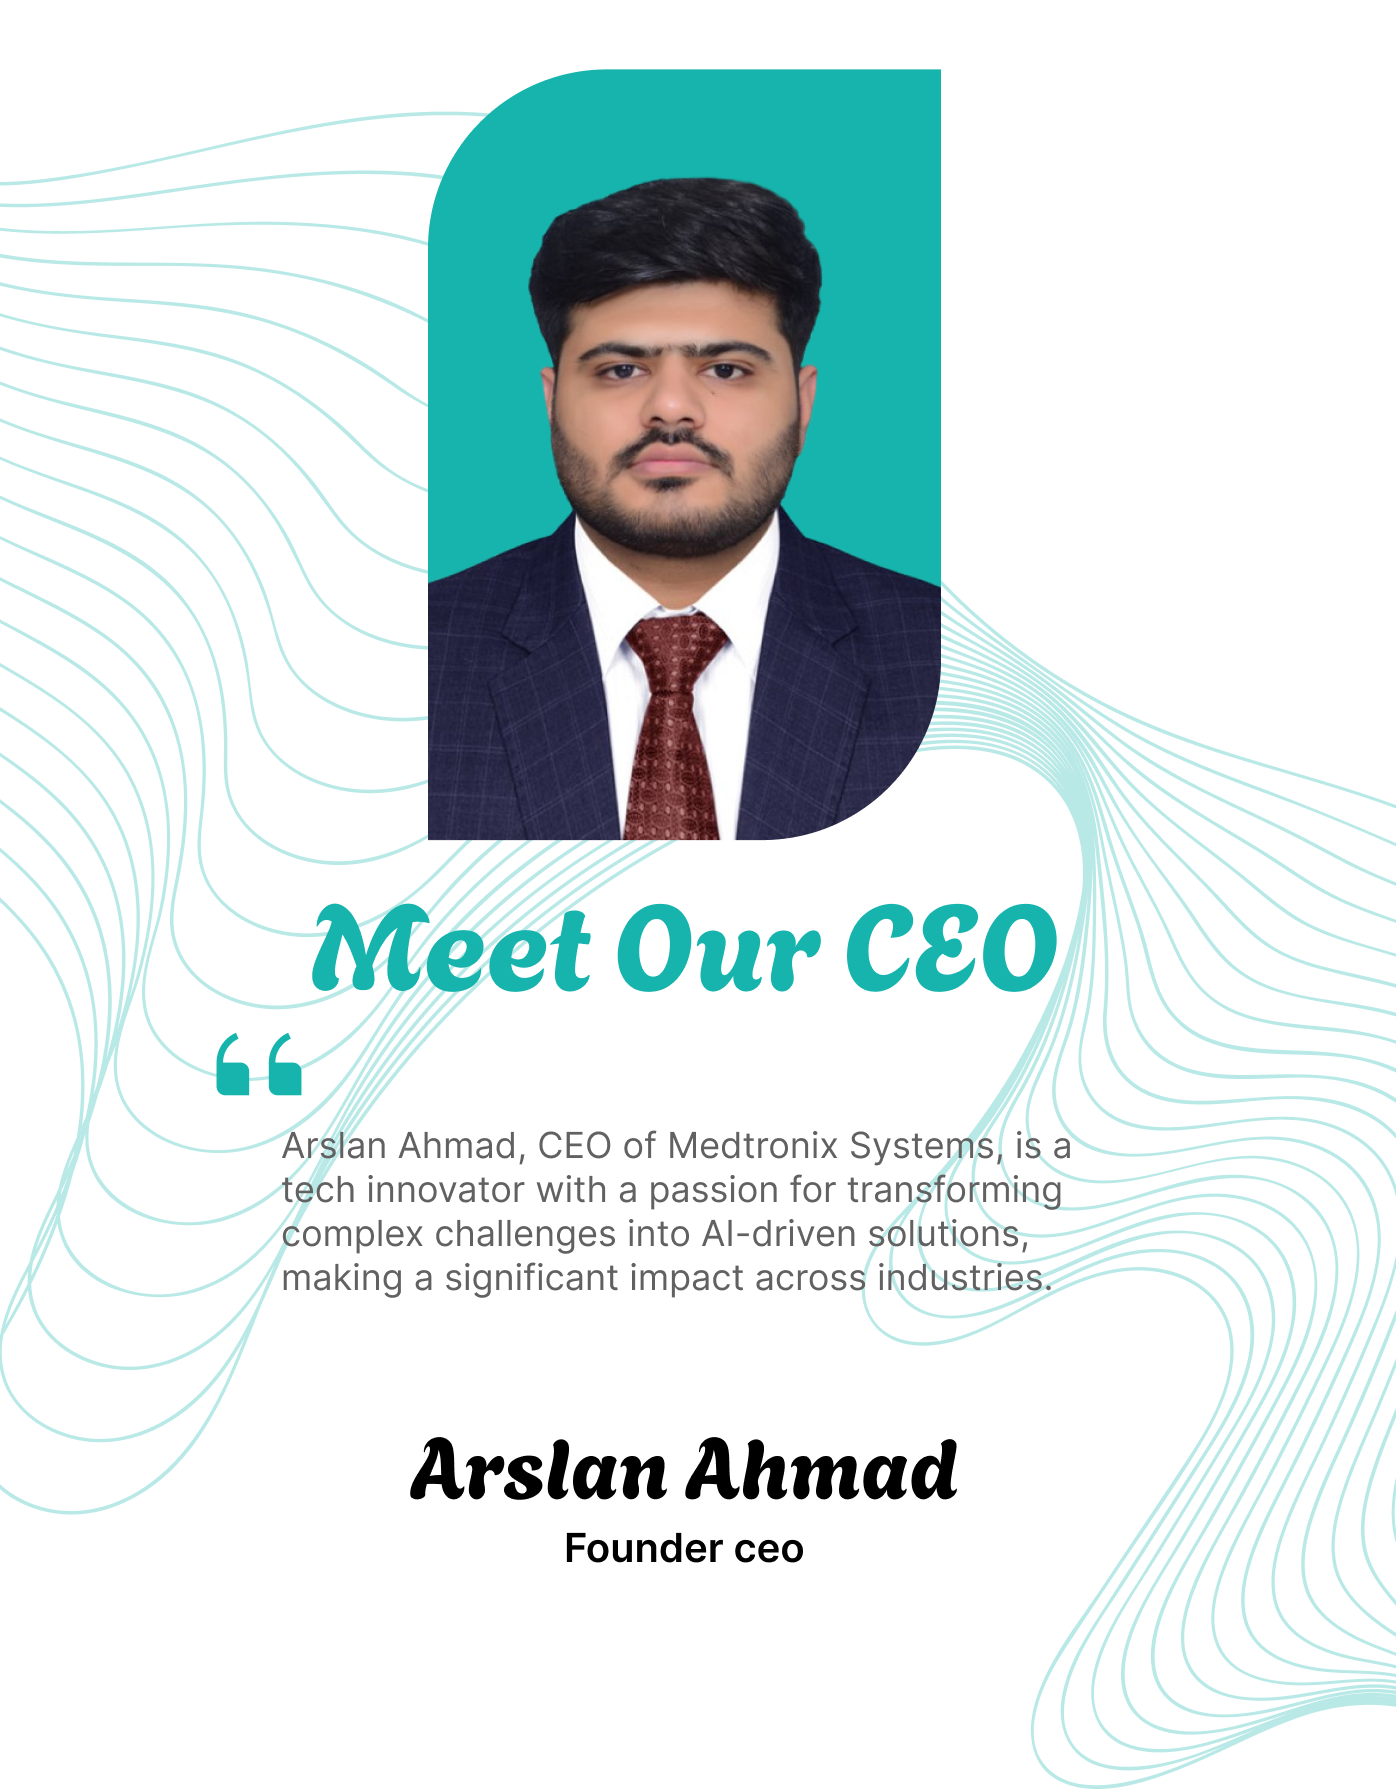 Meet Our CEO
“
Arslan Ahmad, CEO of Medtronix Systems, is a
tech innovator with a passion for transforming
complex challenges into AI-driven solutions,
making a significant impact across industries.
Arslan Ahmad
Founder ceo